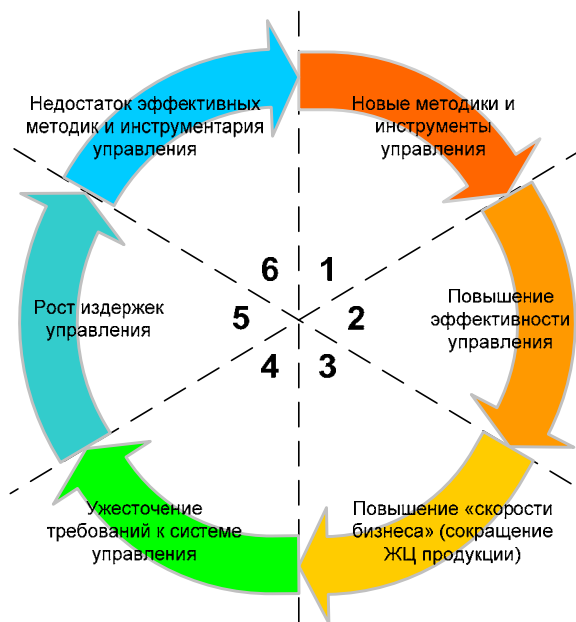 Недостаток эффективных
методик и инструментария
управления
Новые методики и
инструменты
управления
6
1
Рост издержек
управления
5
2
Повышение
эффективности
управления
4
3
Ужесточение
требований к системе
управления
Повышение «скорости
бизнеса» (сокращение
ЖЦ продукции)